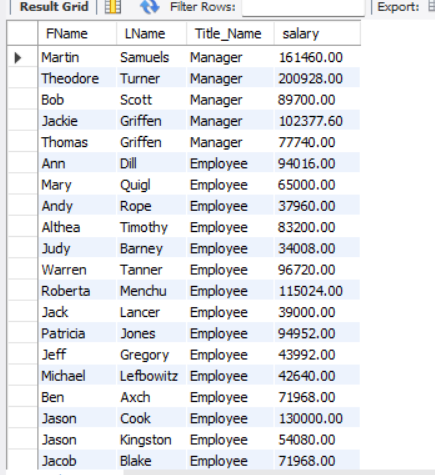 Result Grid Filter Rows: Export:
FName LName Title_Name salary
Martin Samuels Manager 161460.00
Theodore Turner Manager 200928.00
Bob Scott Manager 89700.00
Jackie Griffen Manager 102377.60
Thomas Griffen Manager 77740.00
Ann Dill Employee 94016.00
Mary Quigl Employee 65000.00
Andy Rope Employee 37960.00
Althea Timothy Employee 83200.00
Judy Barney Employee 34008.00
Warren Tanner Employee 96720.00
Roberta Menchu Employee 115024.00
Jack Lancer Employee 39000.00
Patricia Jones Employee 94952.00
Jeff Gregory Employee 43992.00
Michael Lefbowitz Employee 42640.00
Ben Axch Employee 71968.00
Jason Cook Employee 130000.00
Jason Kingston Employee 54080.00
Jacob Blake Employee 71968.00